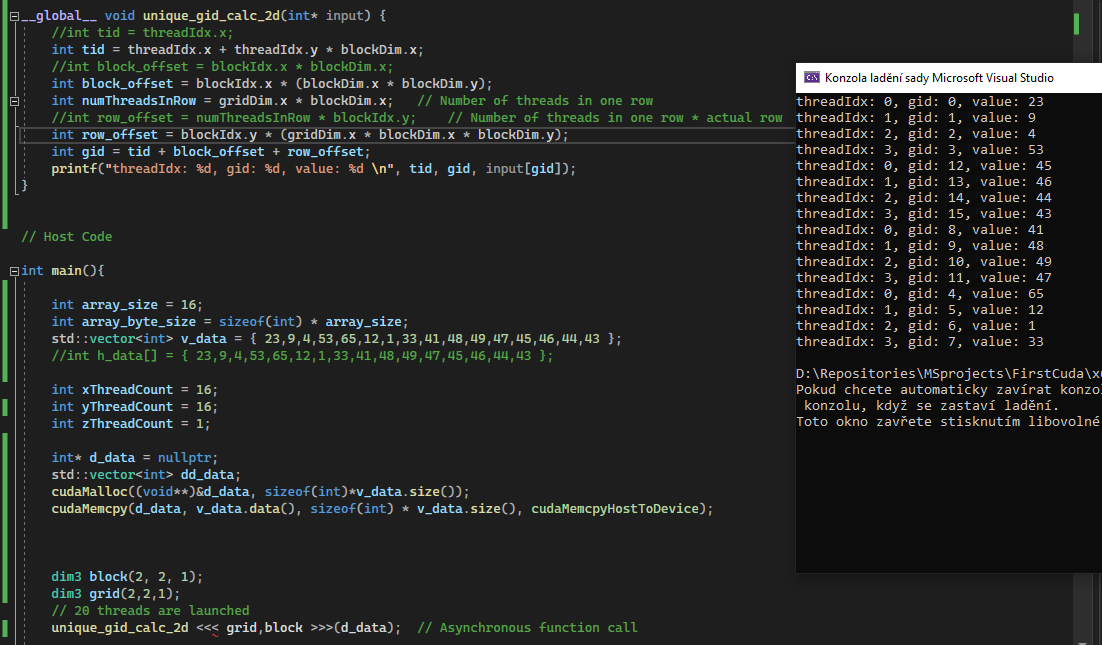 __global__ void unique_gid_calc_2d(int* input) {
//int tid = threadIdx.x;
int tid = threadIdx.x + threadIdx.y * blockDim.x;
//int block_offset = blockIdx.x * blockDim.x;
int block_offset = blockIdx.x * (blockDim.x * blockDim.y);
int numThreadsInRow = gridDim.x * blockDim.x;   // Number of threads in one row
//int row_offset = numThreadsInRow * blockIdx.y;    // Number of threads in one row * actual row
int row_offset = blockIdx.y * (gridDim.x * blockDim.x * blockDim.y);
int gid = tid + block_offset + row_offset;
printf("threadIdx: %d, gid: %d, value: %d \n", tid, gid, input[gid]);
}
// Host Code
int main(){
int array_size = 16;
int array_byte_size = sizeof(int) * array_size;
std::vector<int> v_data = { 23,9,4,53,65,12,1,33,41,48,49,47,45,46,44,43 };
//int h_data[] = { 23,9,4,53,65,12,1,33,41,48,49,47,45,46,44,43 };
int xThreadCount = 16;
int yThreadCount = 16;
int zThreadCount = 1;
int* d_data = nullptr;
std::vector<int> dd_data;
cudaMalloc((void**)&d_data, sizeof(int)*v_data.size());
cudaMemcpy(d_data, v_data.data(), sizeof(int) * v_data.size(), cudaMemcpyHostToDevice);
dim3 block(2, 2, 1);
dim3 grid(2,2,1);
// 20 threads are launched
unique_gid_calc_2d <<< grid,block >>>(d_data);  // Asynchronous function call
Konzola ladění sady Microsoft Visual Studio
threadIdx: 0, gid: 0, value: 23
threadIdx: 1, gid: 1, value: 9
threadIdx: 2, gid: 2, value: 4
threadIdx: 3, gid: 3, value: 53
threadIdx: 0, gid: 12, value: 45
threadIdx: 1, gid: 13, value: 46
threadIdx: 2, gid: 14, value: 44
threadIdx: 3, gid: 15, value: 43
threadIdx: 0, gid: 8, value: 41
threadIdx: 1, gid: 9, value: 48
threadIdx: 2, gid: 10, value: 49
threadIdx: 3, gid: 11, value: 47
threadIdx: 0, gid: 4, value: 65
threadIdx: 1, gid: 5, value: 12
threadIdx: 2, gid: 6, value: 1
threadIdx: 3, gid: 7, value: 33
D:\Repositories\MSprojects\FirstCuda\x
Pokud chcete automaticky zavírat konzo
konzolu, když se zastaví ladění.
Toto okno zavřete stisknutím libovolné